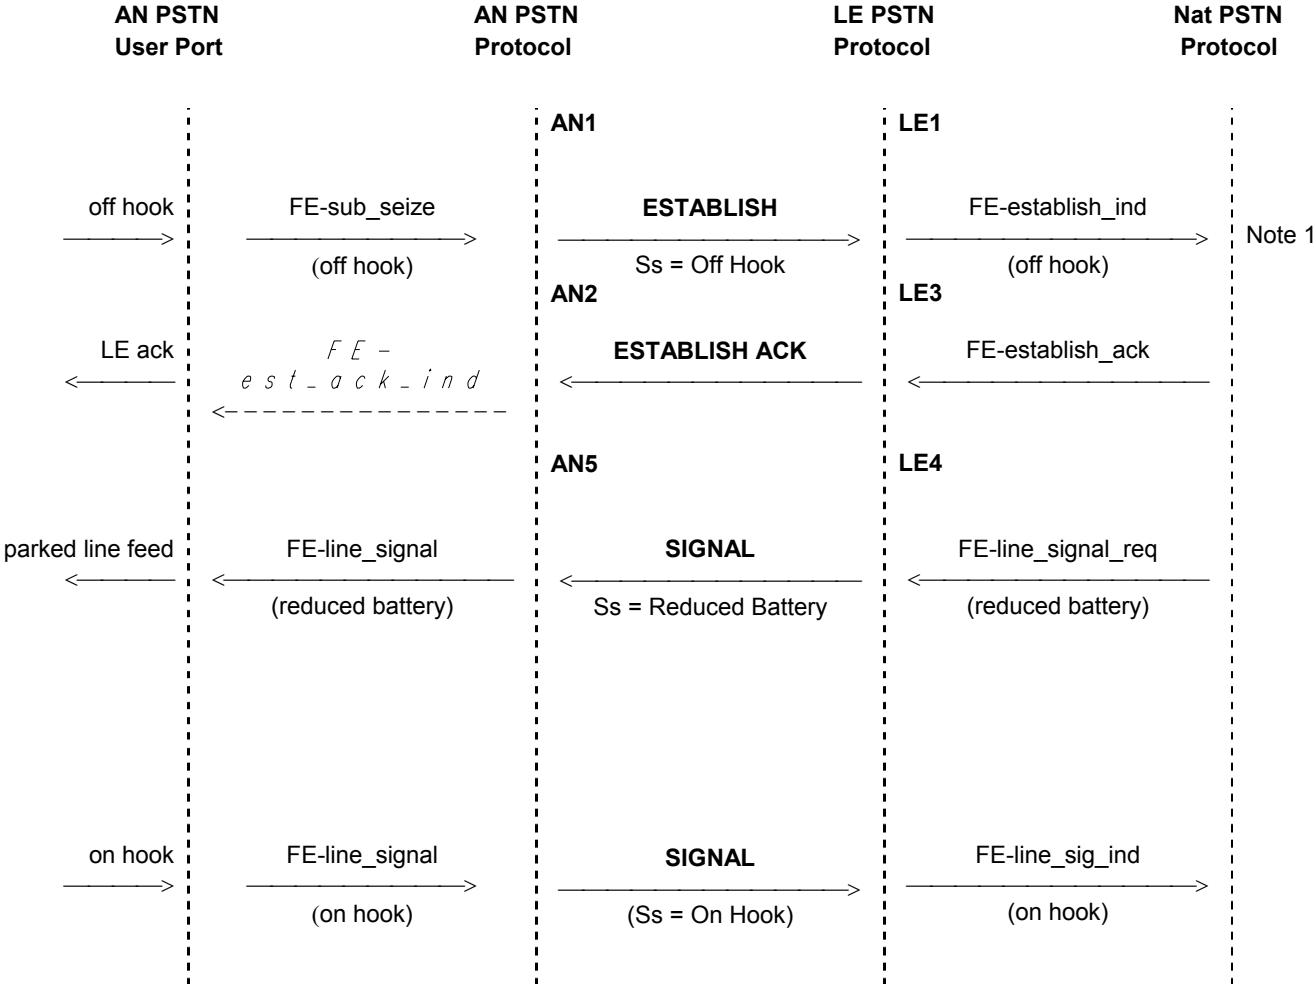 AN PSTN
User Port
AN PSTN
Protocol
LE PSTN
Protocol
Nat PSTN
Protocol
AN1
LE1
off hook
FE-sub_seize
ESTABLISH
FE-establish_ind
Note 1
(off hook)
Ss = Off Hook
(off hook)
AN2
LE3
LE ack
FE-
est_ack_ind
ESTABLISH ACK
FE-establish_ack
AN5
LE4
parked line feed
FE-line_signal
SIGNAL
FE-line_signal_req
(reduced battery)
Ss = Reduced Battery
(reduced battery)
on hook
FE-line_signal
SIGNAL
FE-line_sig_ind
(on hook)
(Ss = On Hook)
(on hook)